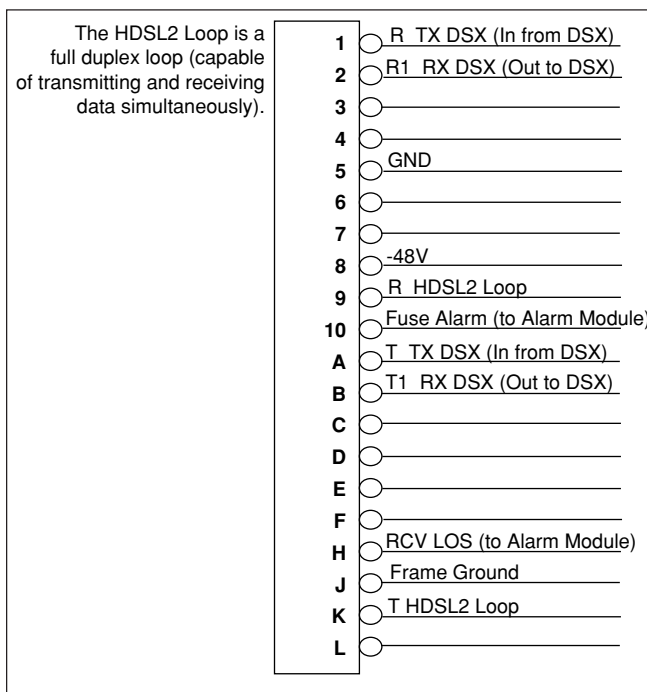 The HDSL2 Loop is a
full duplex loop (capable
of transmitting and receiving
data simultaneously).
1 R TX DSX (In from DSX)
2 R1 RX DSX (Out to DSX)
3
4
5 GND
6
7
8 -48V
9 R HDSL2 Loop
10 Fuse Alarm (to Alarm Module)
A T TX DSX (In from DSX)
B T1 RX DSX (Out to DSX)
C
D
E
F
H RCV LOS (to Alarm Module)
J Frame Ground
K T HDSL2 Loop
L